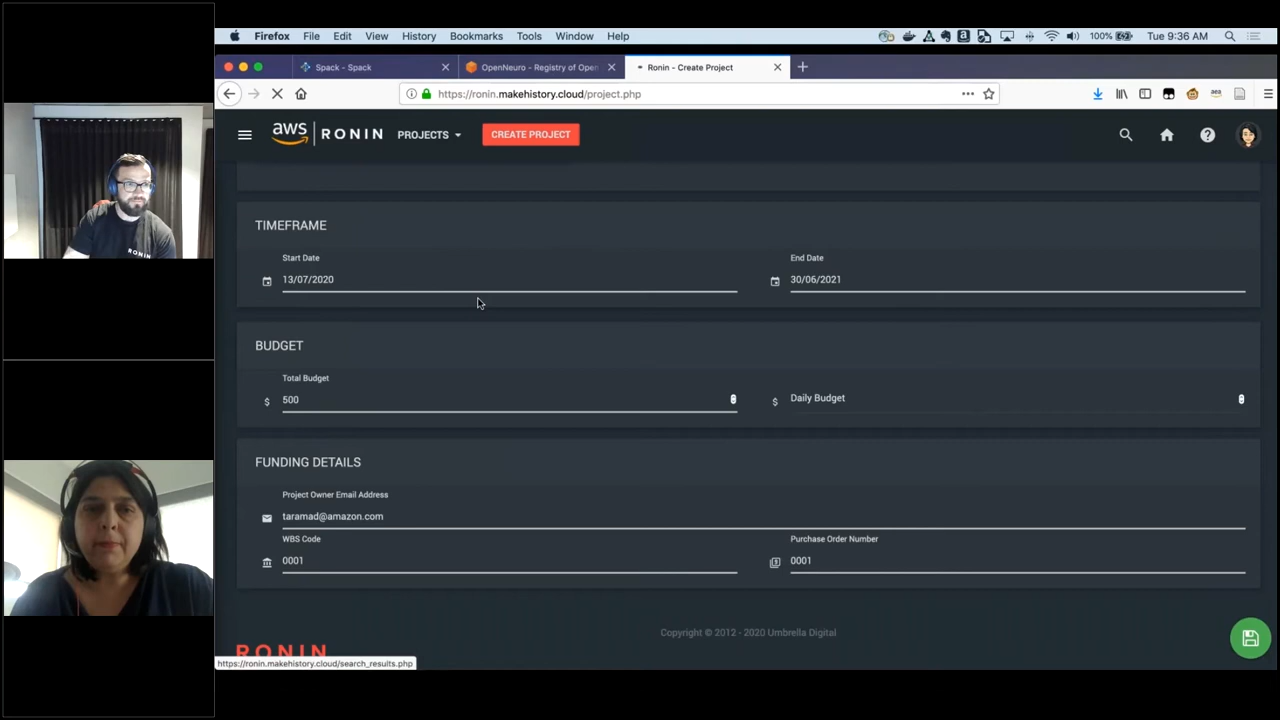 Firefox File Edit View History Bookmarks Tools Window Help 100% Tue 9:36 AM
Spack - Spack OpenNeuro - Registry of Open Ronin - Create Project
https://ronin.makehistory.cloud/project.php
aws RONIN PROJECTS CREATE PROJECT
TIMEFRAME
Start Date End Date
13/07/2020 30/06/2021
BUDGET
Total Budget
$ 500 $ Daily Budget
FUNDING DETAILS
Project Owner Email Address
taramad@amazon.com
WBS Code Purchase Order Number
0001 0001
Copyright © 2012 - 2020 Umbrella Digital
RONIN
https://ronin.makehistory.cloud/search_results.php
RONIN